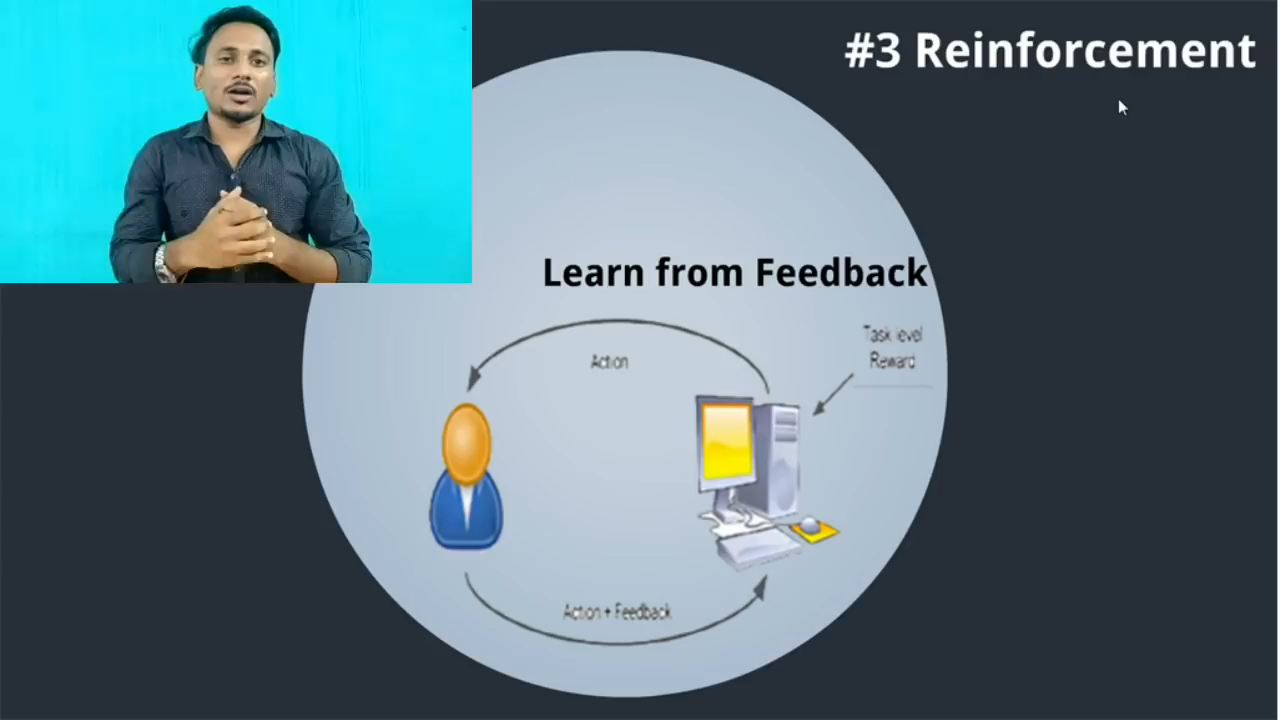 #3 Reinforcement
Learn from Feedback
Task level
Reward
Action
Action + Feedback